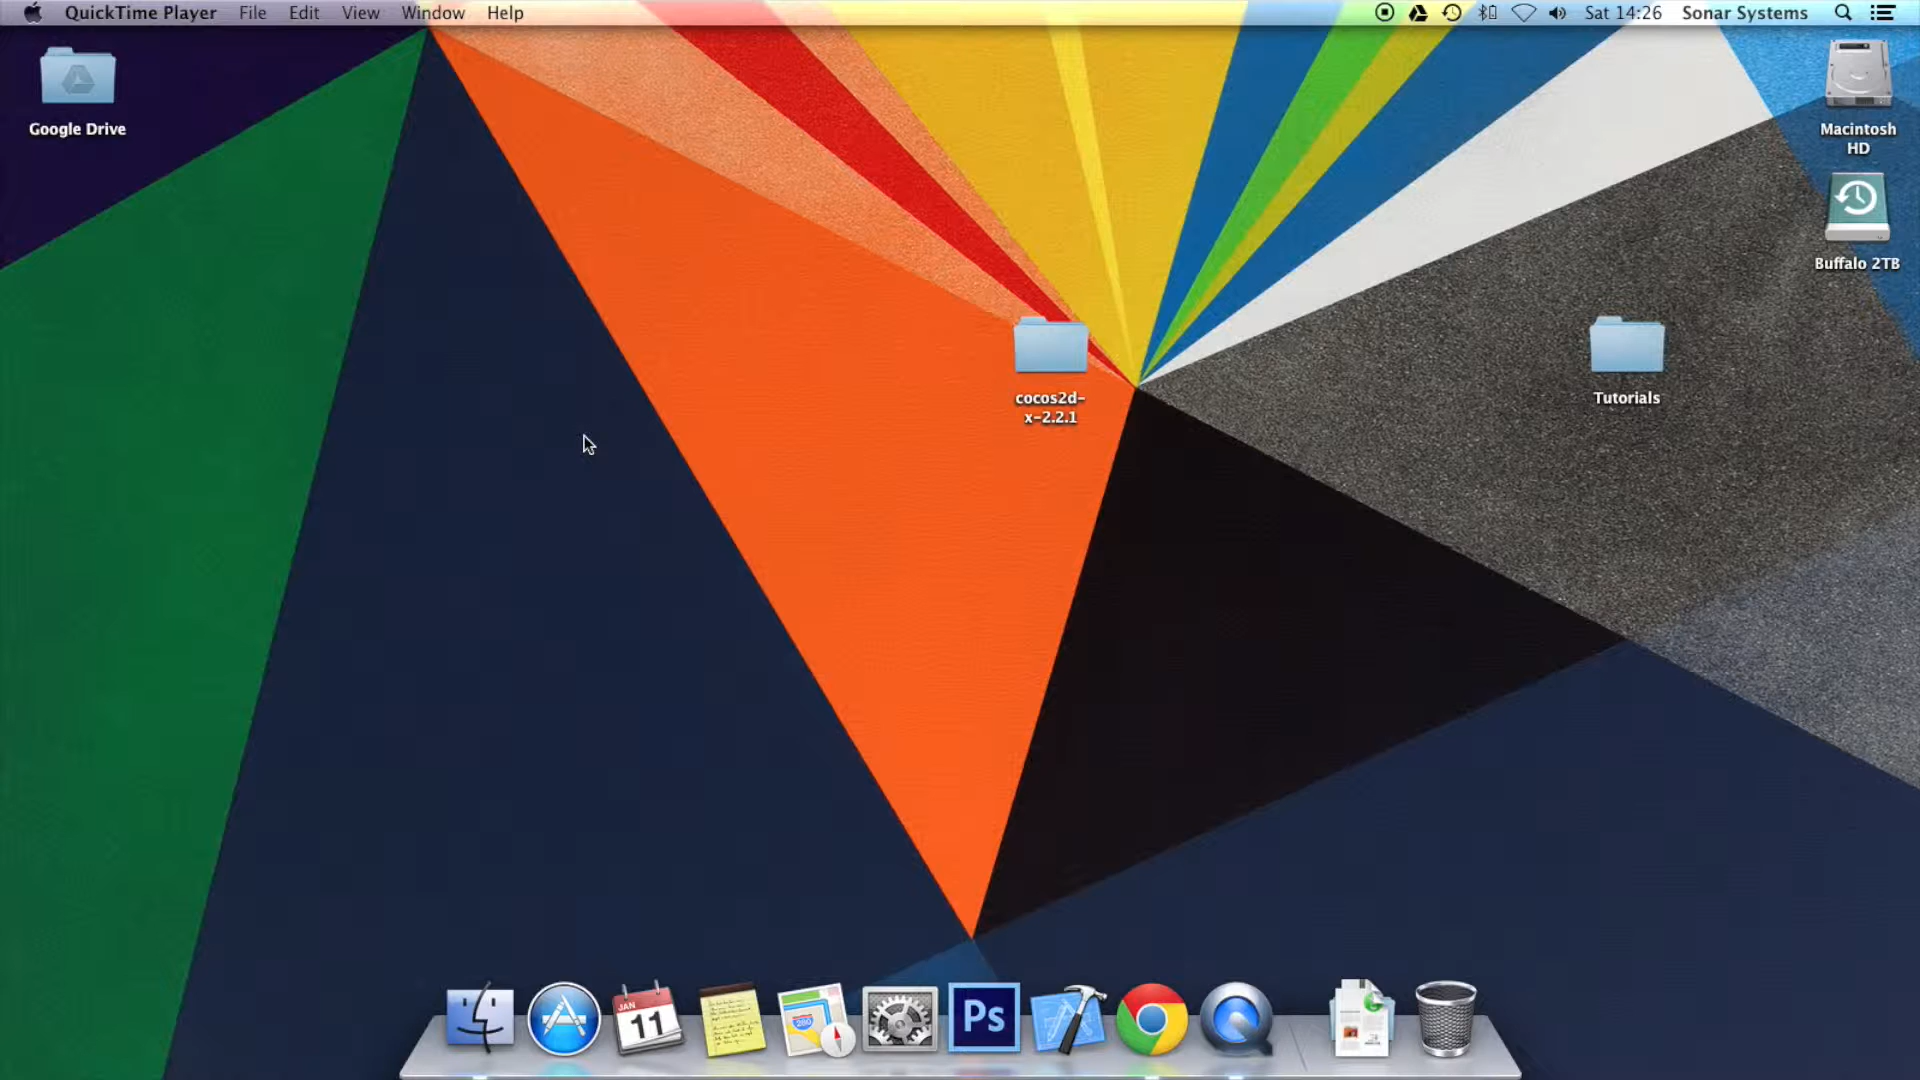 QuickTime Player File Edit View Window Help
Sat 14:26 Sonar Systems
Google Drive
Macintosh
HD
Buffalo 2TB
cocos2d-
x-2.2.1
Tutorials
JAN
11
280
Ps